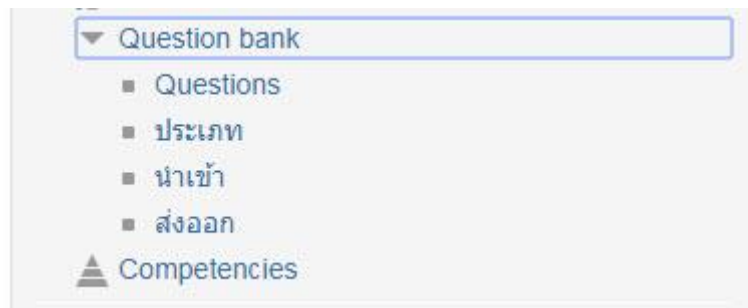 Question bank
Questions
ประเภท
นำเข้า
ส่งออก
Competencies